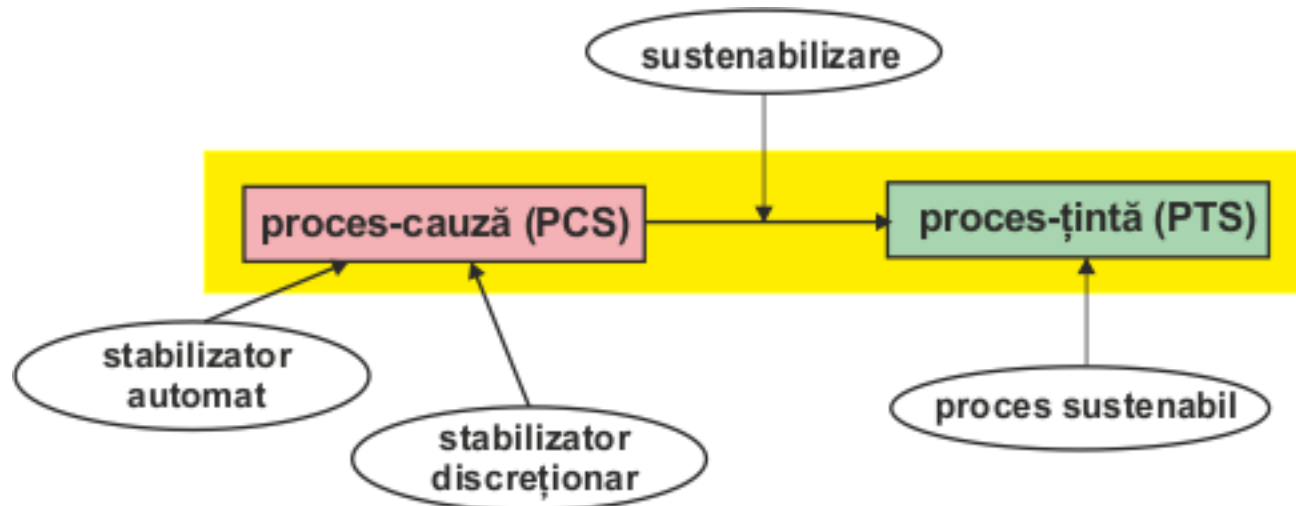 sustenabilizare
proces-cauză (PCS)
proces-țintă (PTS)
stabilizator
automat
stabilizator
discreționar
proces sustenabil